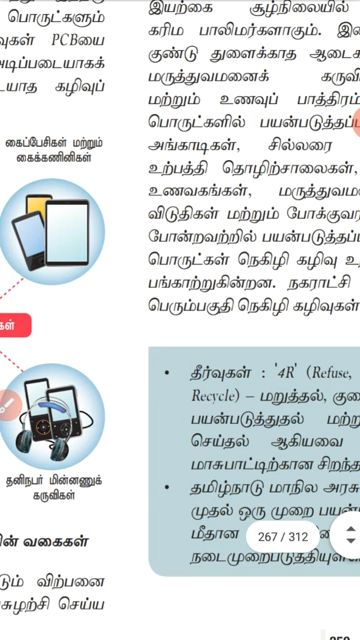 பொருட்களும்
வுகள் PCBயை
அடிப்படையாகக்
டயாத கழிவுப்
கைப்பேசிகள் மற்றும்
கைக்கணினிகள்
கள்
தனிநபர் மின்னணுக்
கருவிகள்
ின் வகைகள்
டும் விற்பனை
சுழற்சி செய்ய
இயற்கை சூழ்நிலையில்
கரிம பாலிமர்களாகும்.
குண்டு துளைக்காத ஆடை
மருத்துவமனைக் கருவி
மற்றும் உணவுப் பாத்திரம்
பொருட்களில் பயன்படுத்தப்ப
அங்காடிகள், சில்லரை
உற்பத்தி தொழிற்சாலைகள்,
உணவகங்கள், மருத்துவம
விடுதிகள் மற்றும் போக்குவர
போன்றவற்றில் பயன்படுத்தப்
பொருட்கள் நெகிழி கழிவு உ
பங்காற்றுகின்றன. நகராட்சி
பெரும்பகுதி நெகிழி கழிவுகள்
• தீர்வுகள் : '4R' (Refuse,
Recycle) – மறுத்தல், குறை
பயன்படுத்துதல் மற்று
செய்தல் ஆகியவை
மாசுபாட்டிற்கான சிறந்த
• தமிழ்நாடு மாநில அரசு
முதல் ஒரு முறை பயன்
மீதான
நடைமுறைபடுத்தியுள்
267 / 312